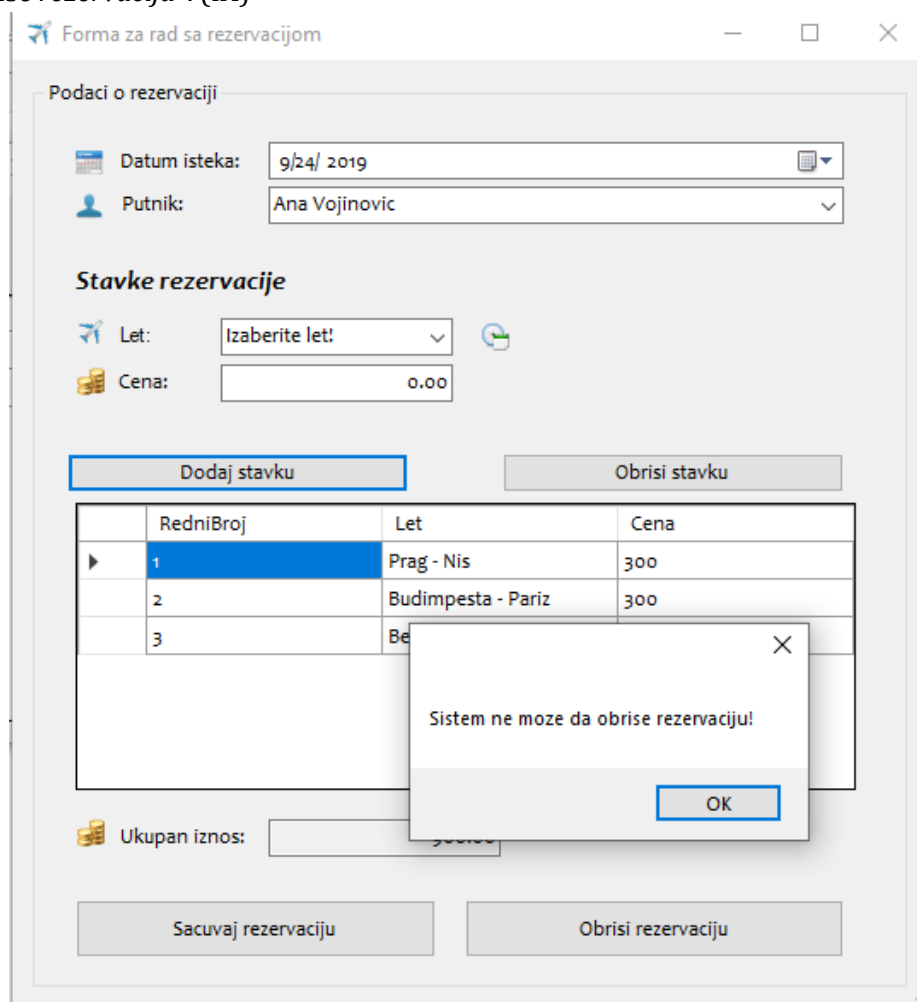 Forma za rad sa rezervacijom
Podaci o rezervaciji
Datum isteka: 9/24/ 2019
Putnik: Ana Vojinovic
Stavke rezervacije
Let: Izaberite let!
Cena: 0.00
Dodaj stavku Obrisi stavku
RedniBroj Let Cena
1 Prag - Nis 300
2 Budimpesta - Pariz 300
3 Be
Sistem ne moze da obrise rezervaciju!
OK
Ukupan iznos:
Sacuvaj rezervaciju Obrisi rezervaciju